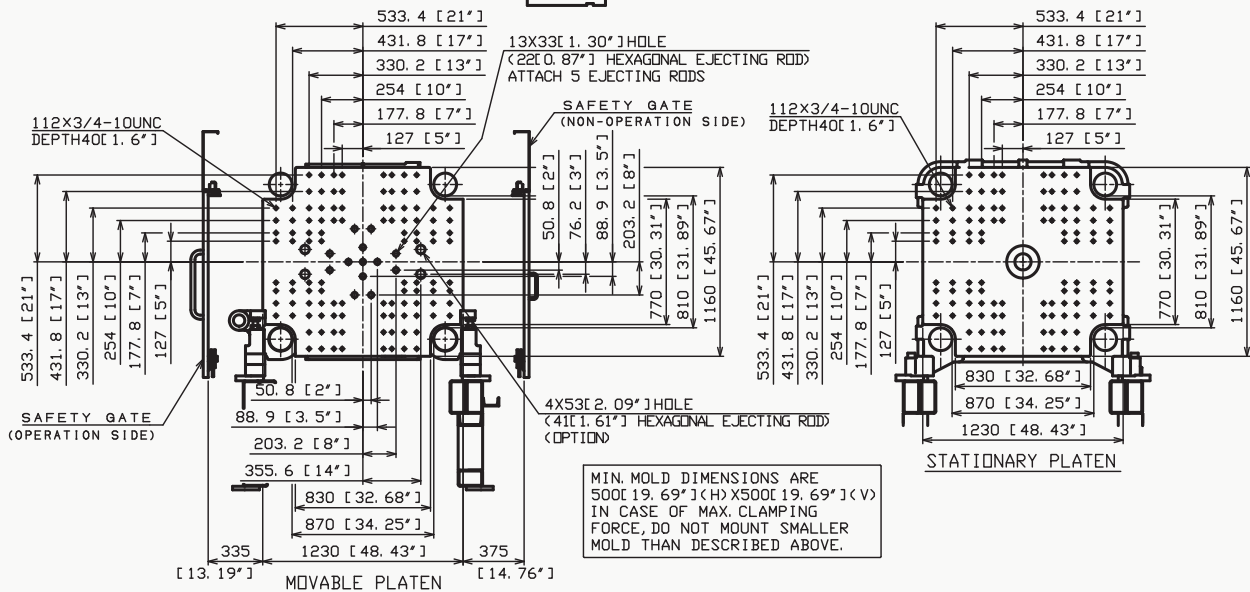 533.4 [21"]
431.8 [17"]
330.2 [13"]
254 [10"]
177.8 [7"]
127 [5"]
13X33[1.30"]HOLE
(22[0.87"] HEXAGONAL EJECTING ROD)
ATTACH 5 EJECTING RODS
SAFETY GATE
(NON-OPERATION SIDE)
112X3/4-10UNC
DEPTH40[1.6"]
533.4 [21"]
431.8 [17"]
330.2 [13"]
254 [10"]
177.8 [7"]
127 [5"]
50.8 [2"]
76.2 [3"]
88.9 [3.5"]
203.2 [8"]
770 [30.31"]
810 [31.89"]
1160 [45.67"]
SAFETY GATE
(OPERATION SIDE)
50.8 [2"]
88.9 [3.5"]
203.2 [8"]
355.6 [14"]
830 [32.68"]
870 [34.25"]
335
[13.19"]
1230 [48.43"]
375
[14.76"]
MOVABLE PLATEN
4X53[2.09"]HOLE
(41[1.61"] HEXAGONAL EJECTING ROD)
(OPTION)
MIN. MOLD DIMENSIONS ARE
500[19.69"](H)X500[19.69"](V)
IN CASE OF MAX. CLAMPING
FORCE, DO NOT MOUNT SMALLER
MOLD THAN DESCRIBED ABOVE.
533.4 [21"]
431.8 [17"]
330.2 [13"]
254 [10"]
177.8 [7"]
127 [5"]
112X3/4-10UNC
DEPTH40[1.6"]
533.4 [21"]
431.8 [17"]
330.2 [13"]
254 [10"]
177.8 [7"]
127 [5"]
770 [30.31"]
810 [31.89"]
1160 [45.67"]
830 [32.68"]
870 [34.25"]
1230 [48.43"]
STATIONARY PLATEN